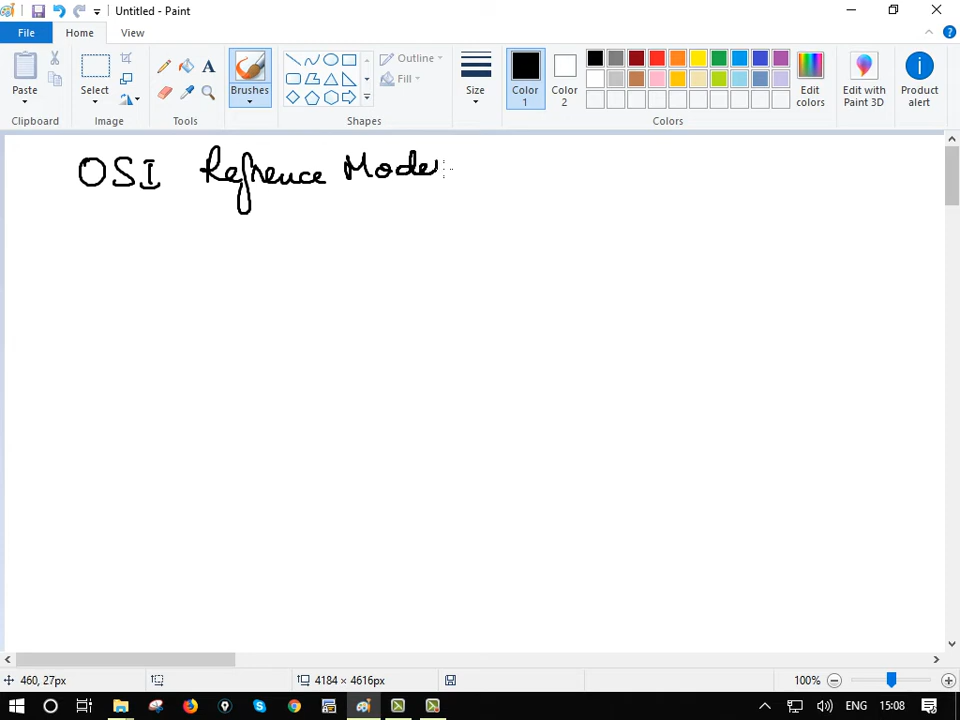 Untitled - Paint
File
Home
View
Paste
Select
Brushes
Outline
Fill
Size
Color 1
Color 2
Edit colors
Edit with Paint 3D
Product alert
Clipboard
Image
Tools
Shapes
Colors
OSI Refrence Mode
460, 27px
4184 × 4616px
100%
ENG
15:08